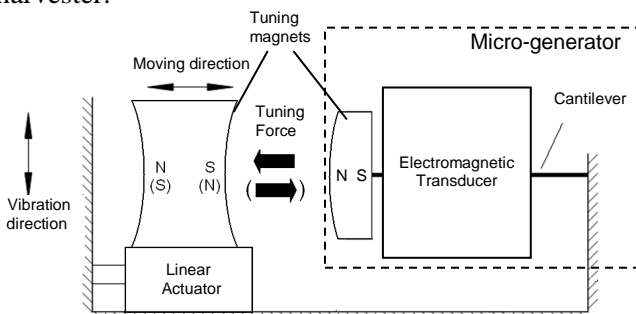 harvester.
Tuning
magnets
Micro-generator
Moving direction
Cantilever
Tuning
Force
N
(S)
S
(N)
( )
N S
Electromagnetic
Transducer
Vibration
direction
Linear
Actuator